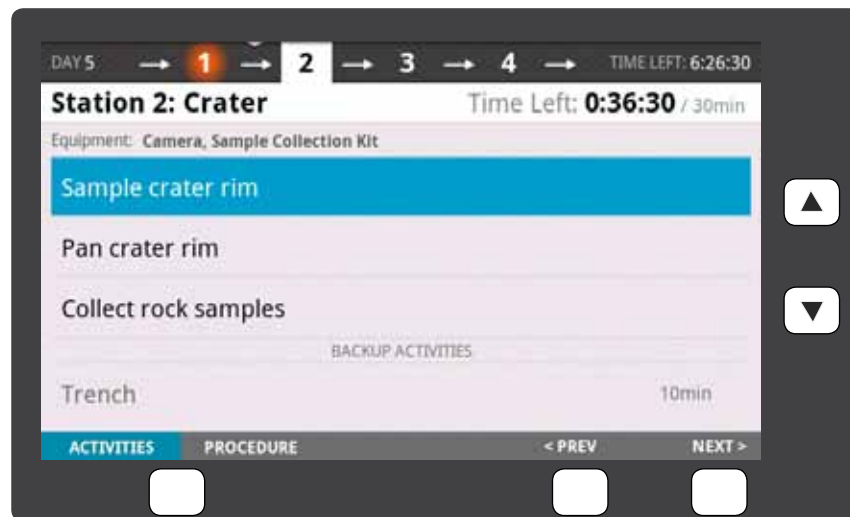 DAY 5 → 1 → 2 → 3 → 4 → TIME LEFT: 6:26:30
Station 2: Crater Time Left: 0:36:30 / 30min
Equipment: Camera, Sample Collection Kit
Sample crater rim
Pan crater rim
Collect rock samples
BACKUP ACTIVITIES
Trench 10min
ACTIVITIES PROCEDURE < PREV NEXT >